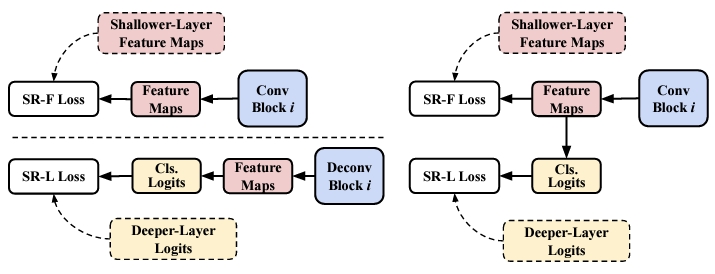 Shallower-Layer
Feature Maps
SR-F Loss
Feature
Maps
Conv
Block i
SR-L Loss
Cls.
Logits
Feature
Maps
Deconv
Block i
Deeper-Layer
Logits
Shallower-Layer
Feature Maps
SR-F Loss
Feature
Maps
Conv
Block i
SR-L Loss
Cls.
Logits
Deeper-Layer
Logits